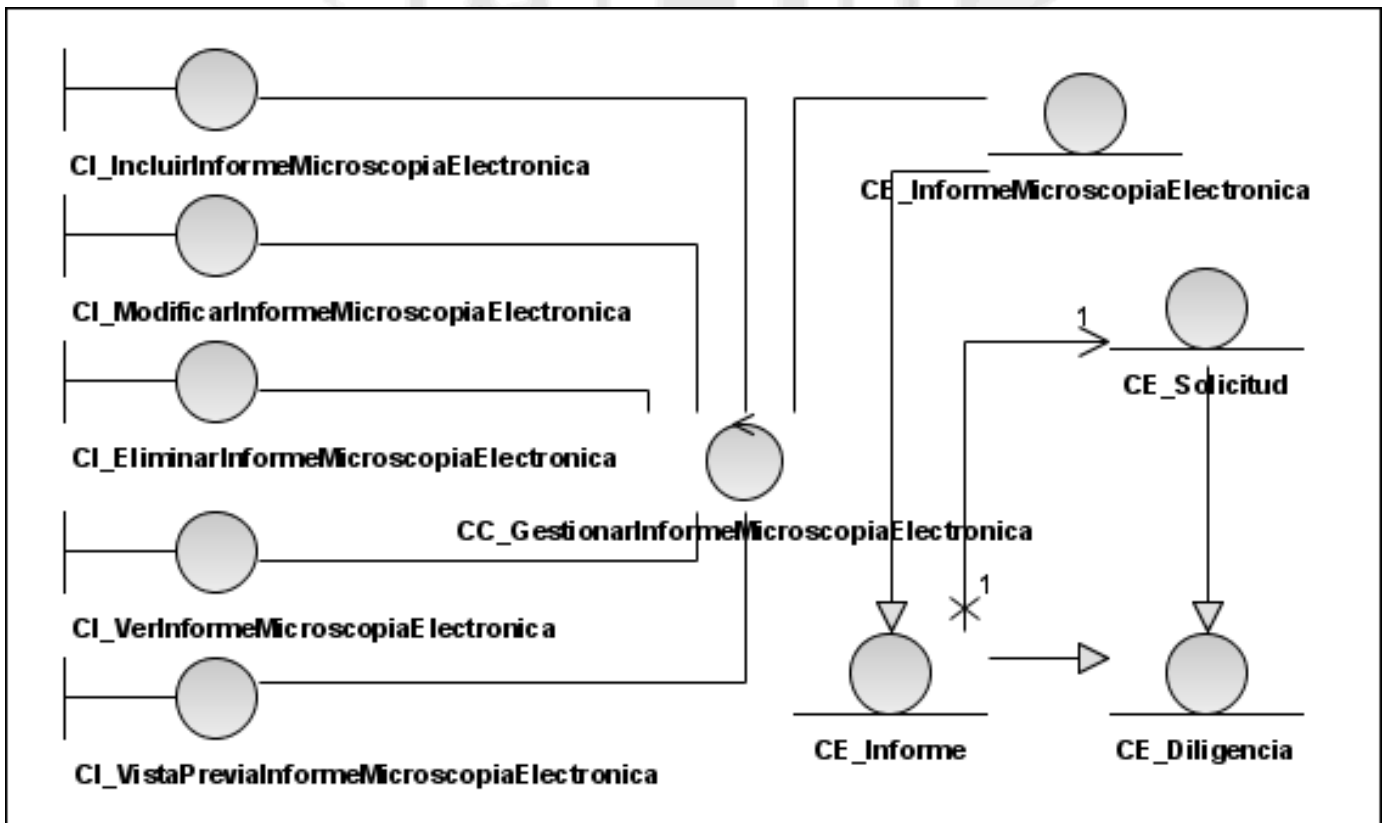 CI_IncluirInformeMicroscopiaElectronica
CI_ModificarInformeMicroscopiaElectronica
CI_EliminarInformeMicroscopiaElectronica
CI_VerInformeMicroscopiaElectronica
CI_VistaPreviaInformeMicroscopiaElectronica
CC_GestionarInformeMicroscopiaElectronica
CE_InformeMicroscopiaElectronica
1
CE_Solicitud
1
CE_Informe
CE_Diligencia